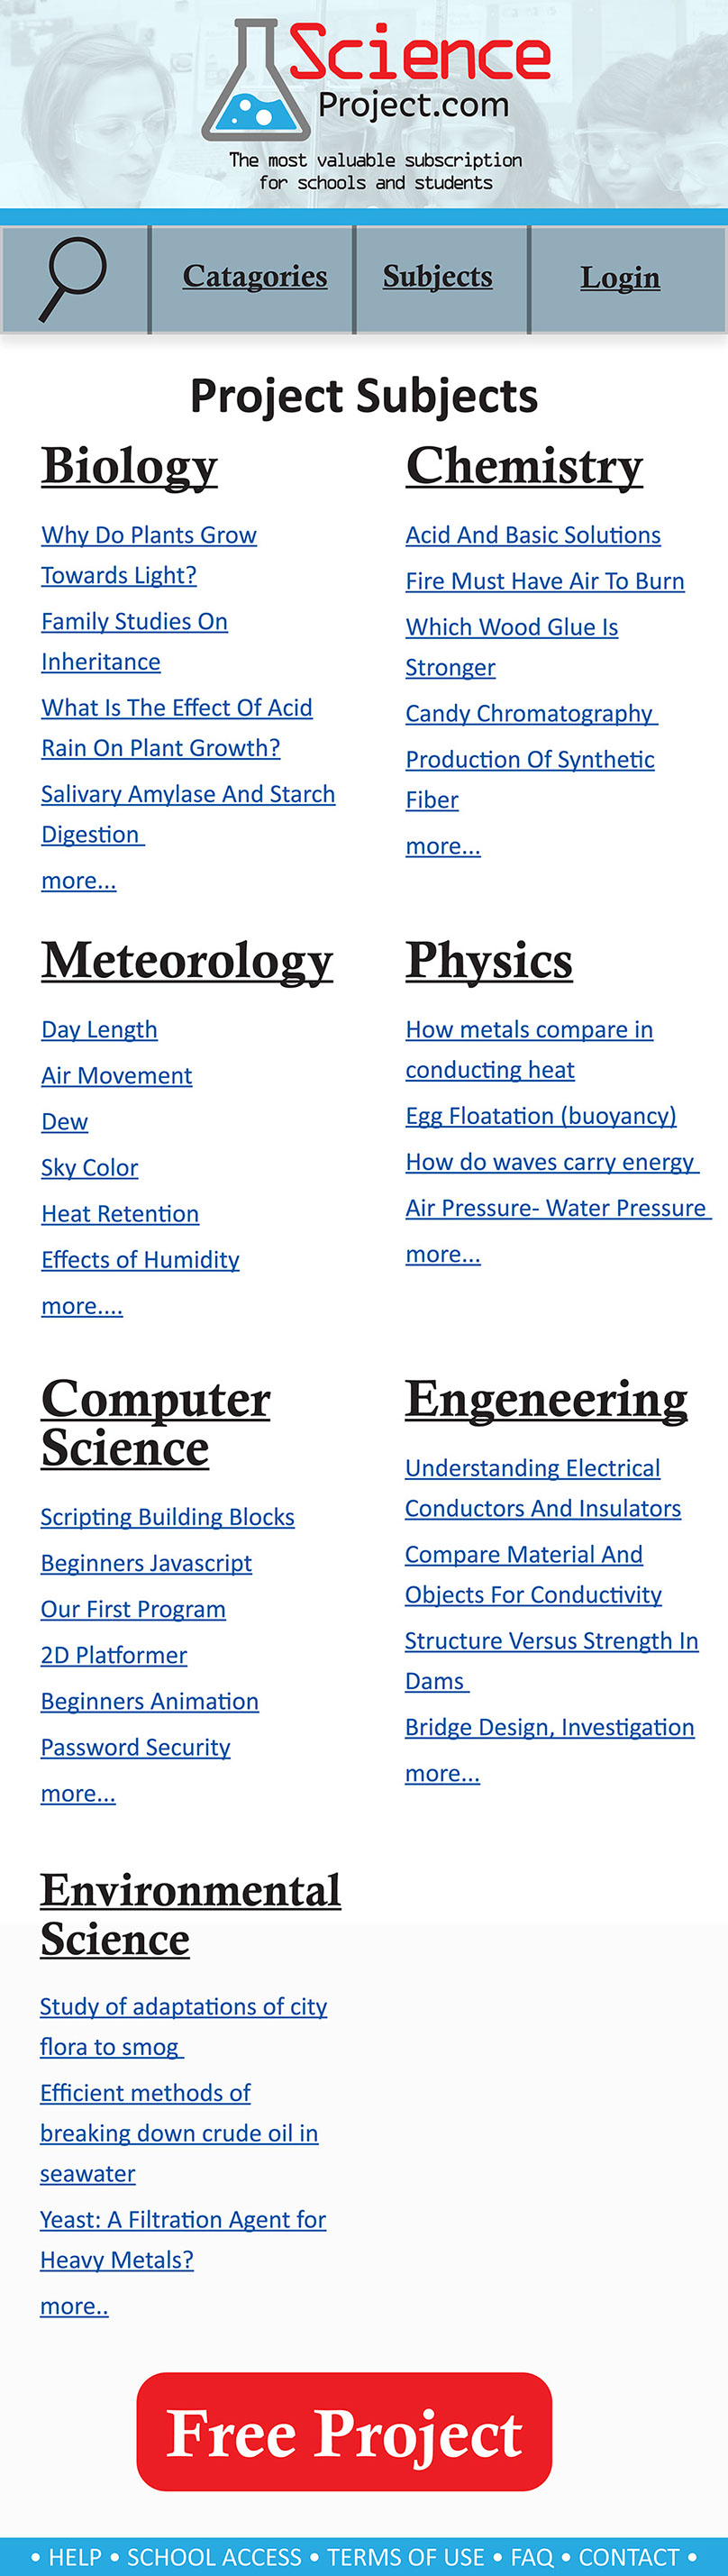 Science
Project.com
The most valuable subscription
for schools and students
Catagories
Subjects
Login
Project Subjects
Biology
Why Do Plants Grow
Towards Light?
Family Studies On
Inheritance
What Is The Effect Of Acid
Rain On Plant Growth?
Salivary Amylase And Starch
Digestion
more...
Chemistry
Acid And Basic Solutions
Fire Must Have Air To Burn
Which Wood Glue Is
Stronger
Candy Chromatography
Production Of Synthetic
Fiber
more...
Meteorology
Day Length
Air Movement
Dew
Sky Color
Heat Retention
Effects of Humidity
more....
Physics
How metals compare in
conducting heat
Egg Floatation (buoyancy)
How do waves carry energy
Air Pressure- Water Pressure
more...
Computer
Science
Scripting Building Blocks
Beginners Javascript
Our First Program
2D Platformer
Beginners Animation
Password Security
more...
Engeneering
Understanding Electrical
Conductors And Insulators
Compare Material And
Objects For Conductivity
Structure Versus Strength In
Dams
Bridge Design, Investigation
more...
Environmental
Science
Study of adaptations of city
flora to smog
Efficient methods of
breaking down crude oil in
seawater
Yeast: A Filtration Agent for
Heavy Metals?
more..
Free Project
• HELP • SCHOOL ACCESS • TERMS OF USE • FAQ • CONTACT •